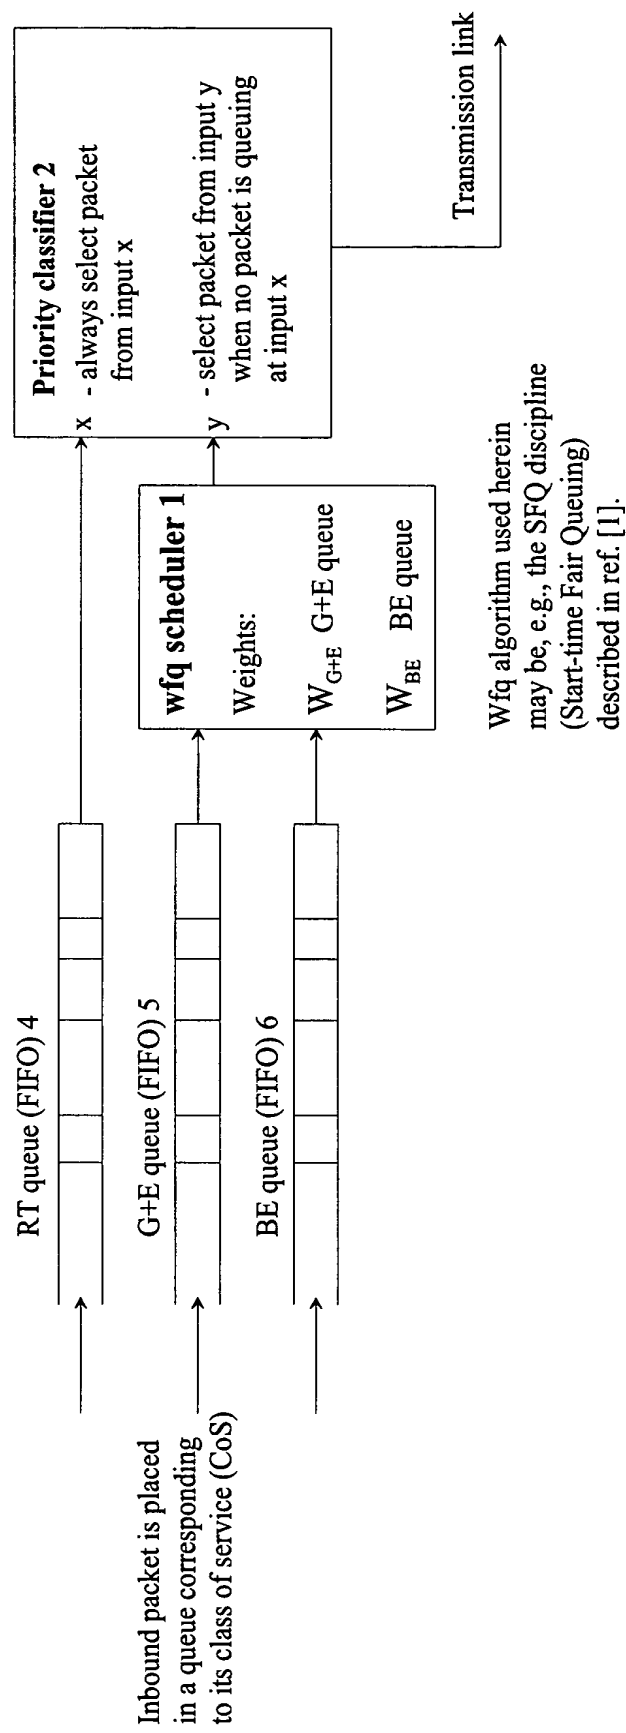 Inbound packet is placed
in a queue corresponding
to its class of service (CoS)
RT queue (FIFO) 4
G+E queue (FIFO) 5
BE queue (FIFO) 6
wfq scheduler 1
Weights:
W_G+E G+E queue
W_BE BE queue
Priority classifier 2
x - always select packet
from input x
y - select packet from input y
when no packet is queuing
at input x
Transmission link
Wfq algorithm used herein
may be, e.g., the SFQ discipline
(Start-time Fair Queuing)
described in ref. [1].